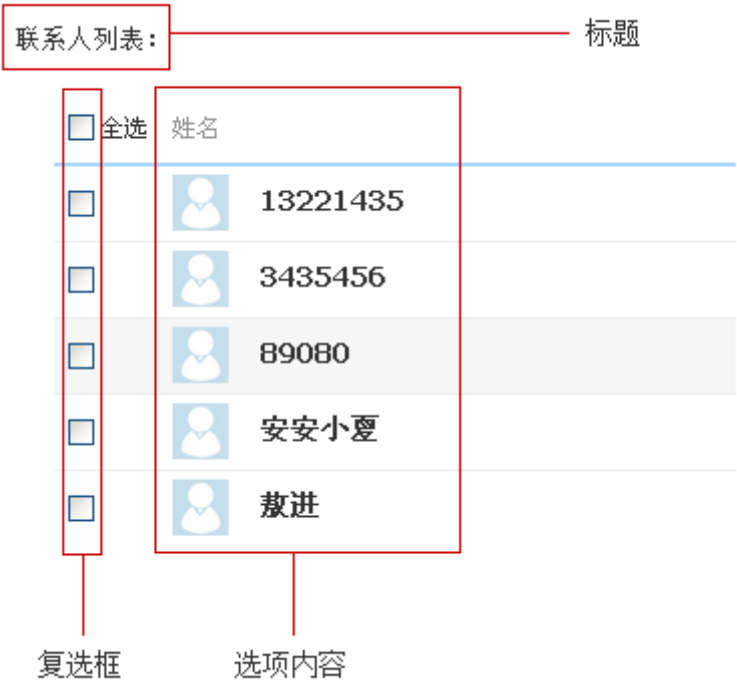 联系人列表：
标题
全选 姓名
13221435
3435456
89080
安安小夏
敖进
复选框 选项内容